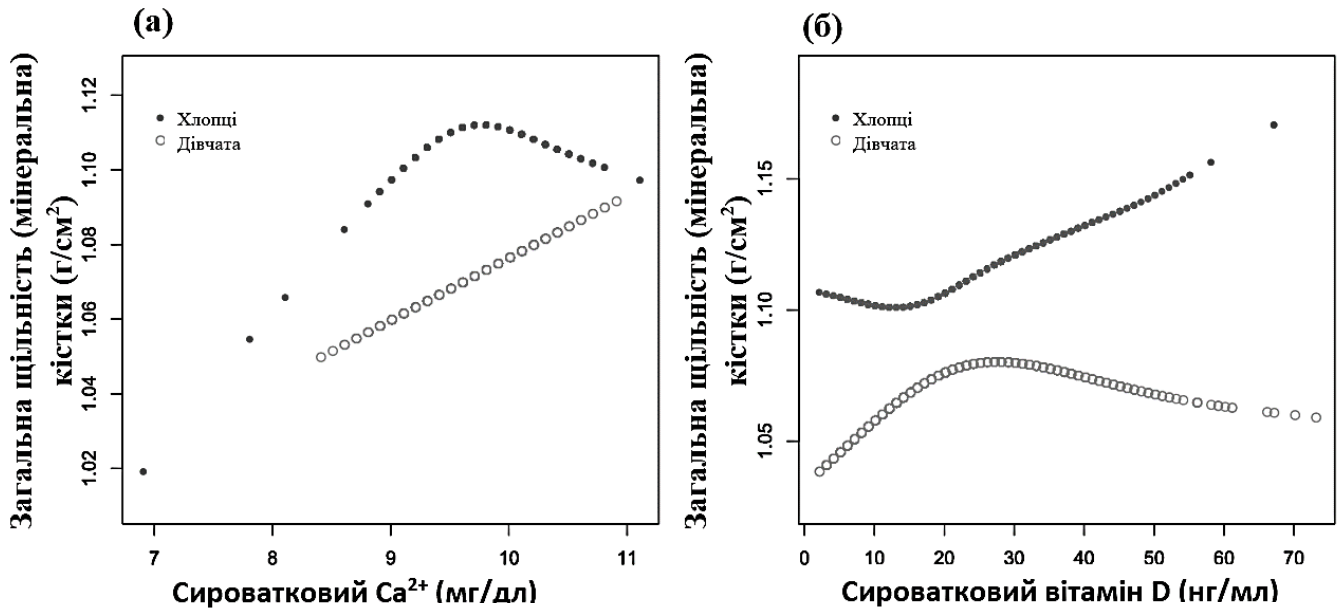 (а)
Загальна щільність (мінеральна)
кістки (г/см²)
1.02
1.04
1.06
1.08
1.10
1.12
Хлопці
Дівчата
7
8
9
10
11
Сироватковий Ca²⁺ (мг/дл)
(б)
Загальна щільність (мінеральна)
кістки (г/см²)
1.05
1.10
1.15
Хлопці
Дівчата
0
10
20
30
40
50
60
70
Сироватковий вітамін D (нг/мл)